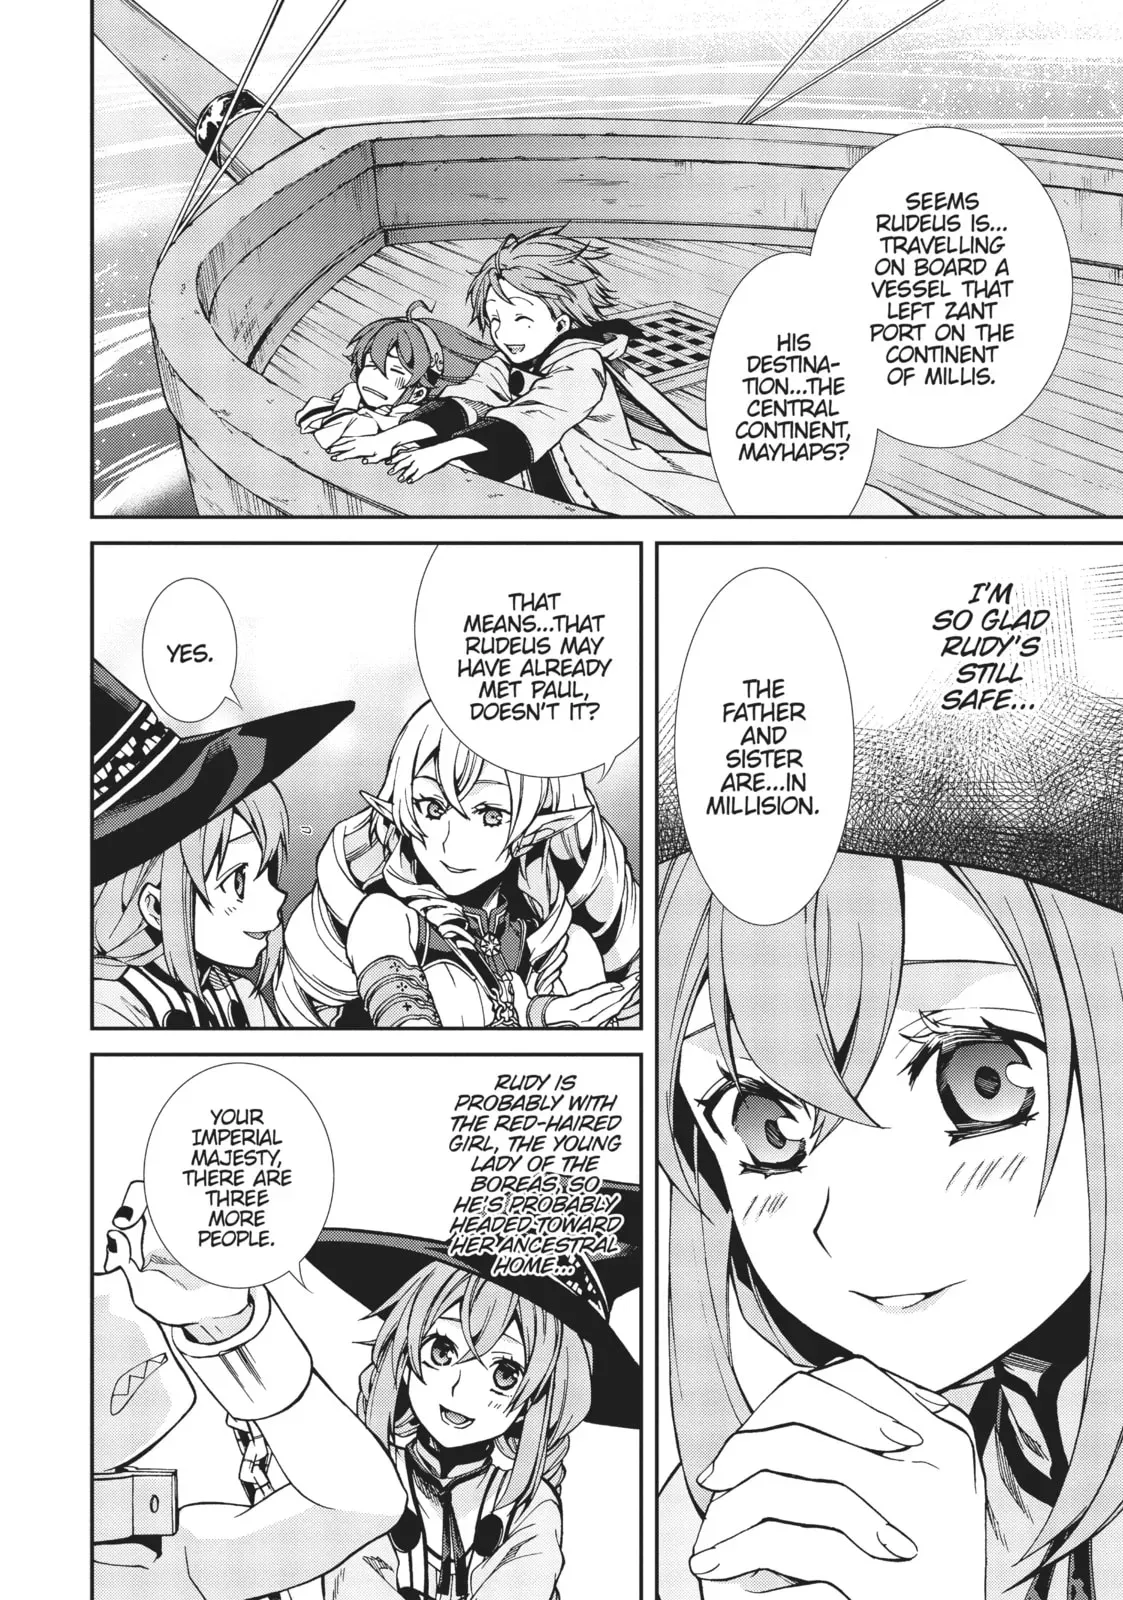 SEEMS
RUDEUS IS...
TRAVELLING
ON BOARD A
VESSEL THAT
LEFT ZANT
PORT ON THE
CONTINENT
OF MILLIS.
HIS
DESTINA-
TION...THE
CENTRAL
CONTINENT,
MAYHAPS?
I'M
SO GLAD
RUDY'S
STILL
SAFE...
THE
FATHER
AND
SISTER
ARE...IN
MILLISION.
THAT
MEANS...THAT
RUDEUS MAY
HAVE ALREADY
MET PAUL,
DOESN'T IT?
YES.
RUDY IS
PROBABLY WITH
THE RED-HAIRED
GIRL, THE YOUNG
LADY OF THE
BOREAS, SO
HE'S PROBABLY
HEADED TOWARD
HER ANCESTRAL
HOME...
YOUR
IMPERIAL
MAJESTY,
THERE ARE
THREE
MORE
PEOPLE.